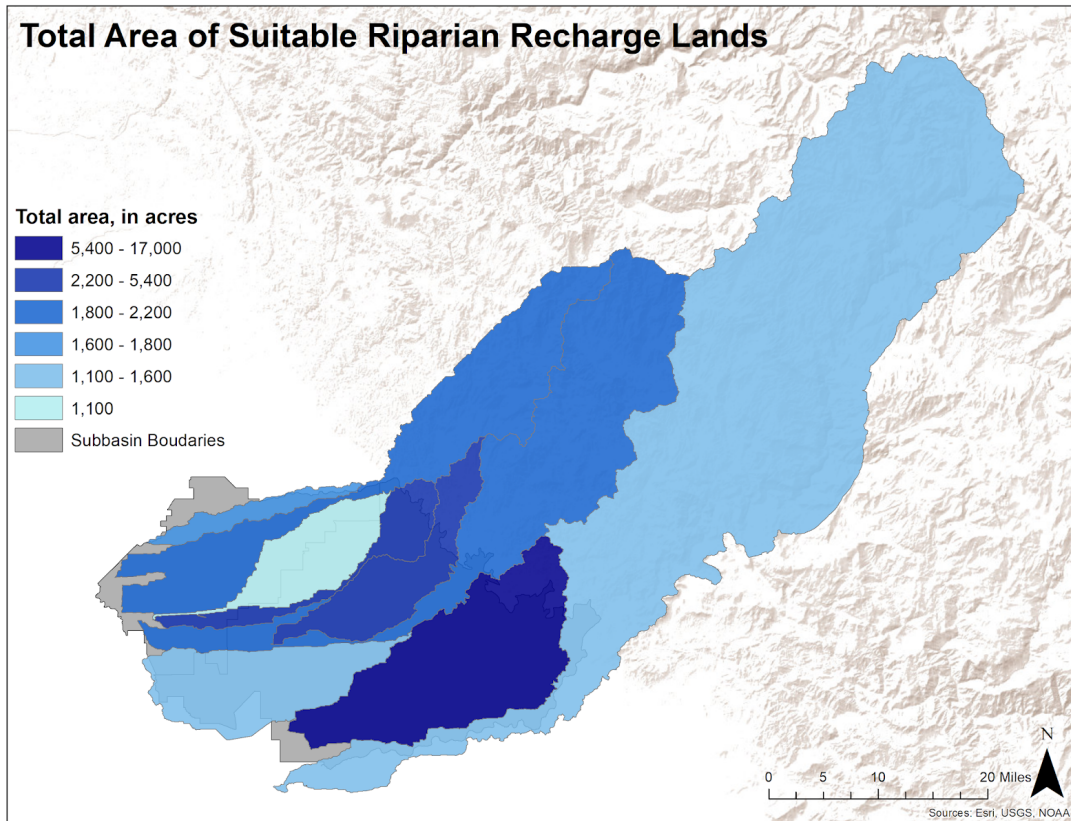 Total Area of Suitable Riparian Recharge Lands
Total area, in acres
5,400 - 17,000
2,200 - 5,400
1,800 - 2,200
1,600 - 1,800
1,100 - 1,600
1,100
Subbasin Boudaries
N
0 5 10 20 Miles
Sources: Esri, USGS, NOAA